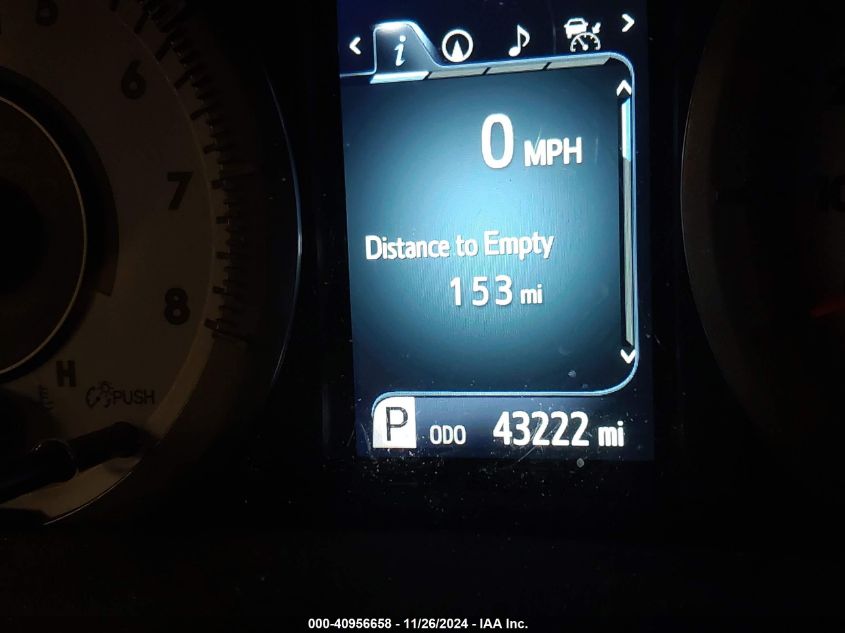 6
7
8
H
PUSH
i
0 MPH
Distance to Empty
153 mi
P ODO 43222 mi
000-40956658 - 11/26/2024 - IAA Inc.